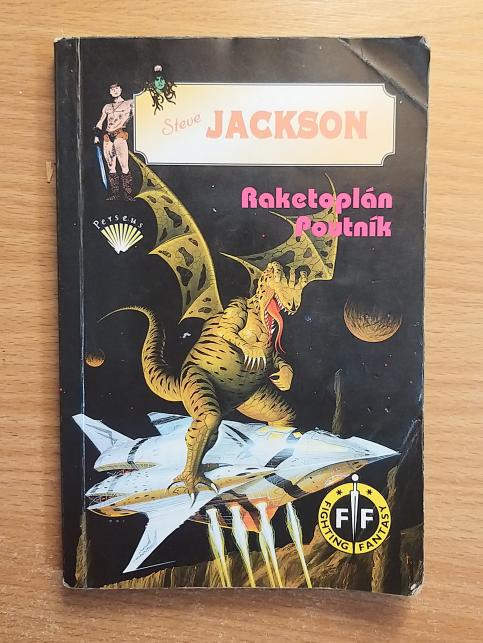 Steve JACKSON
Raketoplán
Poutník
Perseus
FF
FIGHTING FANTASY